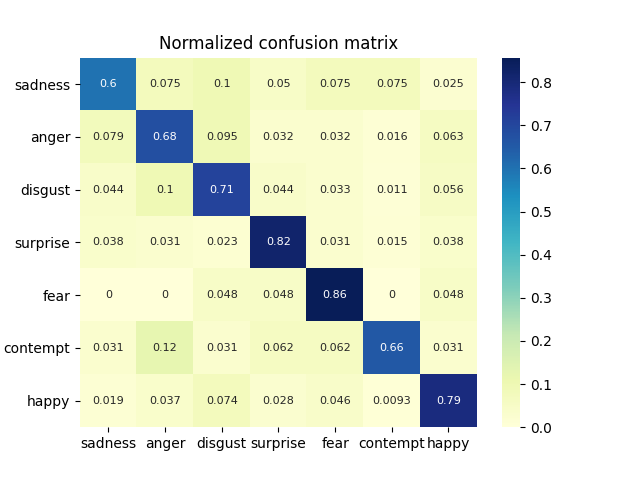 Normalized confusion matrix
sadness 0.6 0.075 0.1 0.05 0.075 0.075 0.025
anger 0.079 0.68 0.095 0.032 0.032 0.016 0.063
disgust 0.044 0.1 0.71 0.044 0.033 0.011 0.056
surprise 0.038 0.031 0.023 0.82 0.031 0.015 0.038
fear 0 0 0.048 0.048 0.86 0 0.048
contempt 0.031 0.12 0.031 0.062 0.062 0.66 0.031
happy 0.019 0.037 0.074 0.028 0.046 0.0093 0.79
sadness anger disgust surprise fear contempt happy
0.8
0.7
0.6
0.5
0.4
0.3
0.2
0.1
0.0